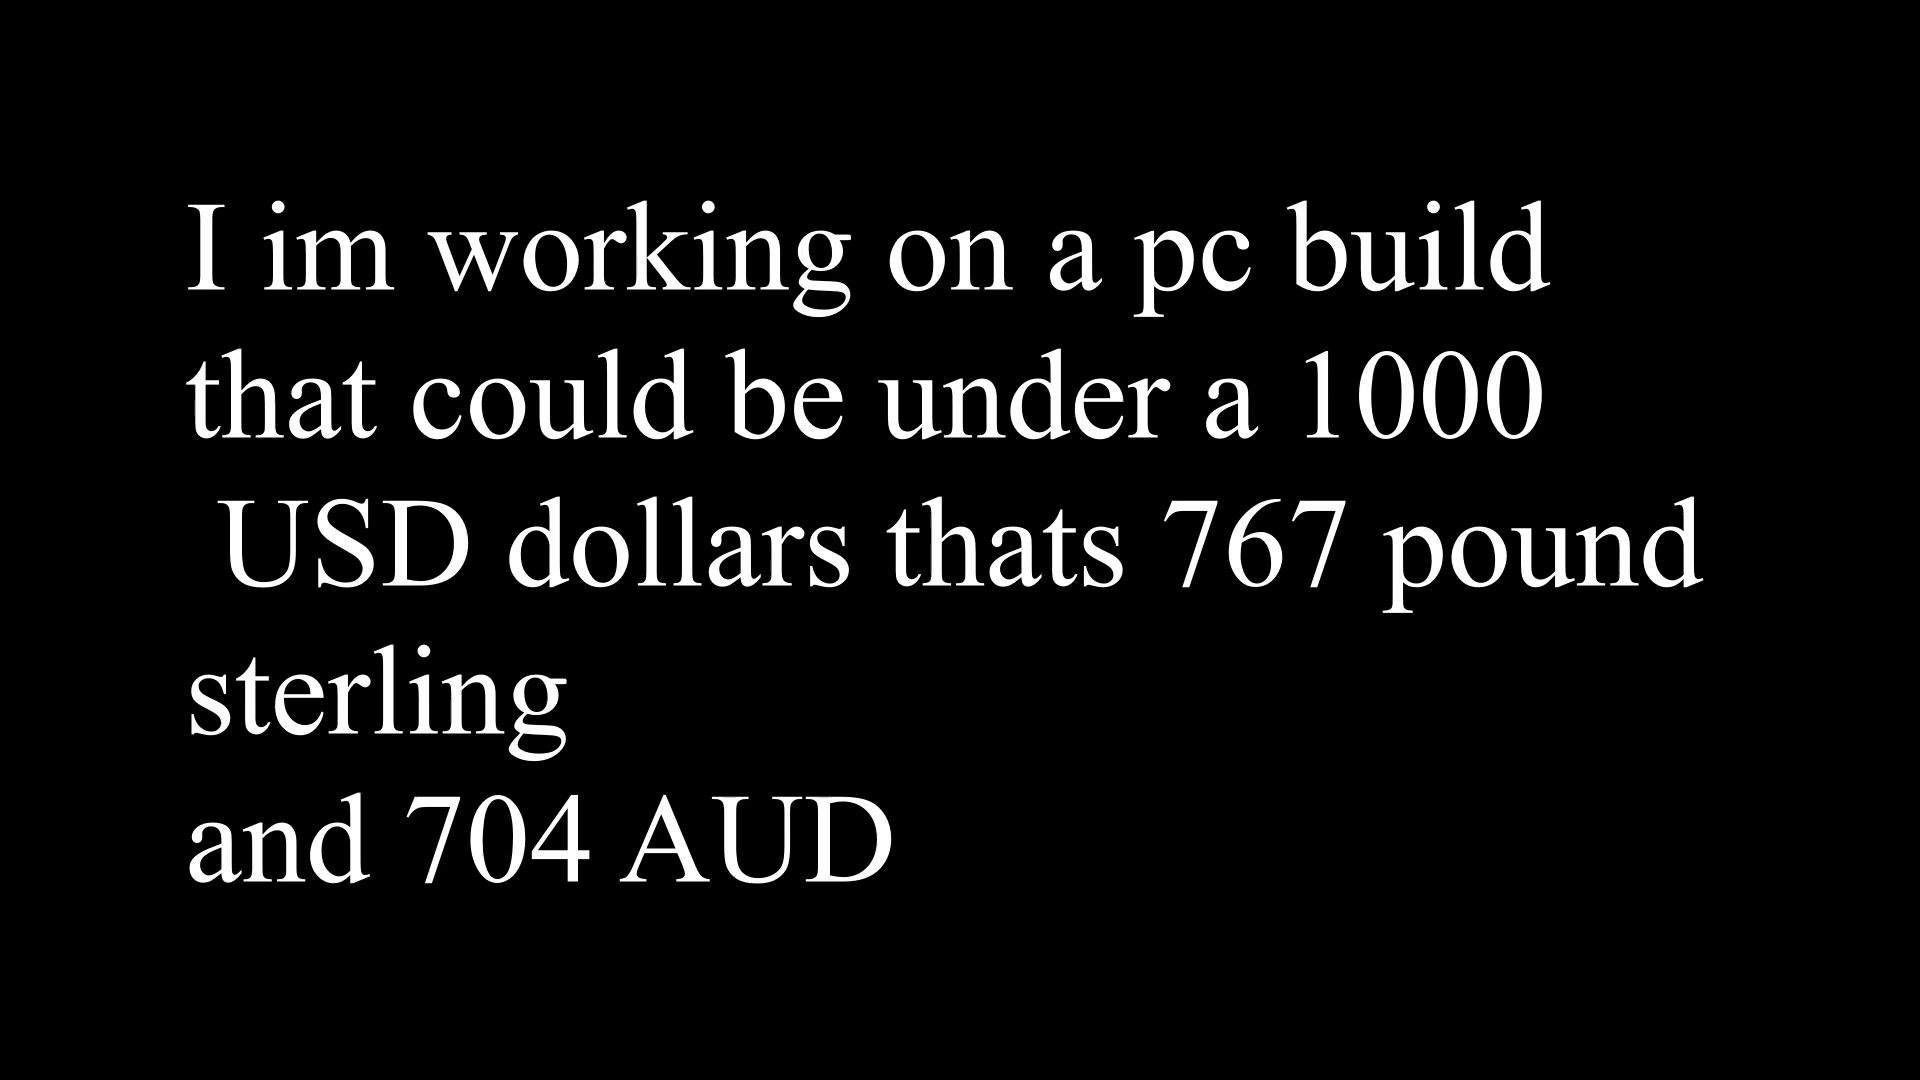 I im working on a pc build
that could be under a 1000
USD dollars thats 767 pound
sterling
and 704 AUD